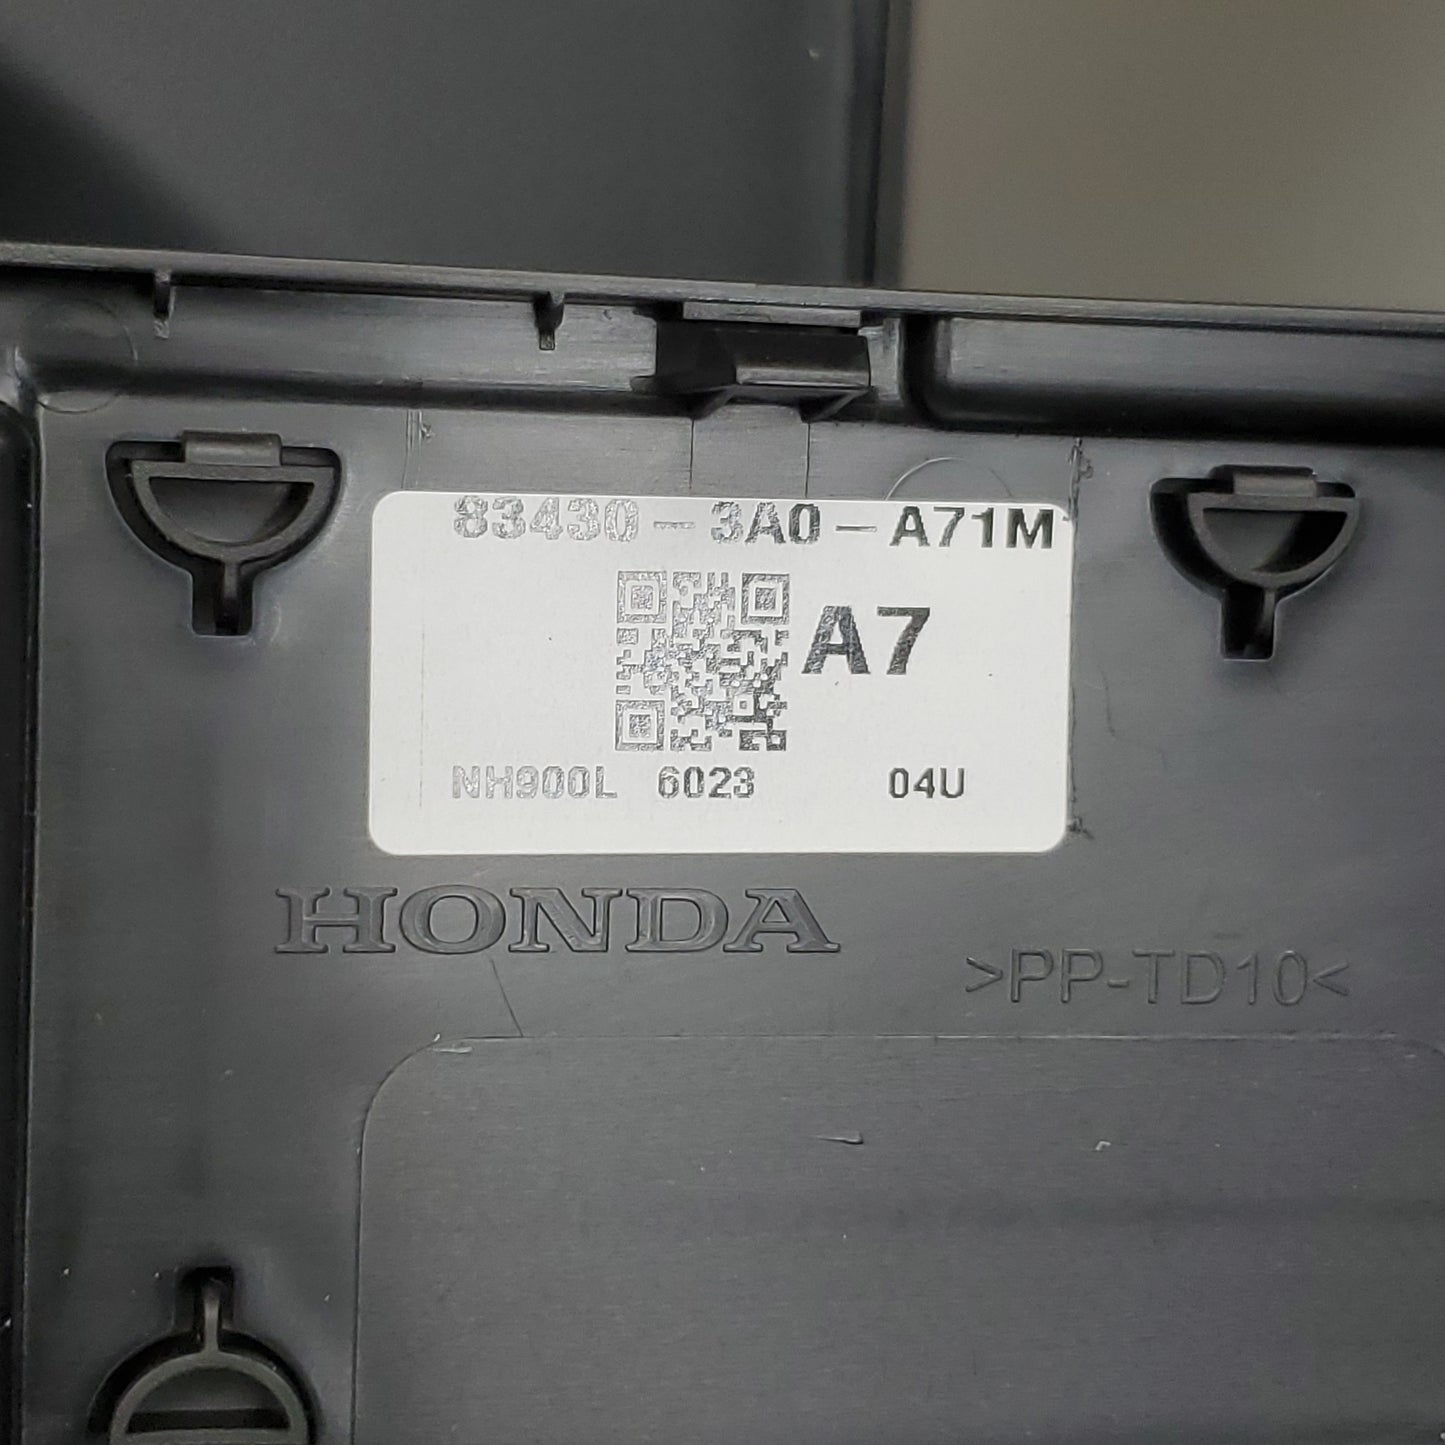 83430-3A0-A71M
A7
NH900L 6023 04U
HONDA
>PP-TD10<